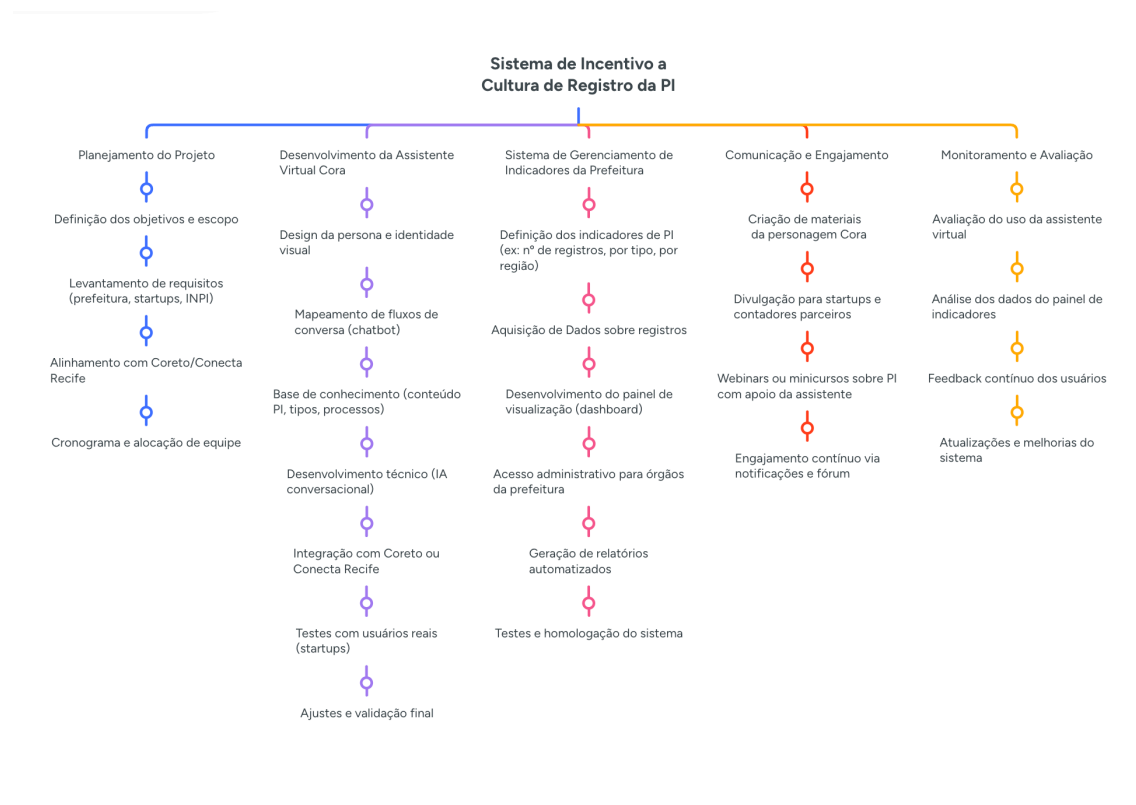 Sistema de Incentivo a
Cultura de Registro da PI
Planejamento do Projeto
Definição dos objetivos e escopo
Levantamento de requisitos
(prefeitura, startups, INPI)
Alinhamento com Coreto/Conecta
Recife
Cronograma e alocação de equipe
Desenvolvimento da Assistente
Virtual Cora
Design da persona e identidade
visual
Mapeamento de fluxos de
conversa (chatbot)
Base de conhecimento (conteúdo
PI, tipos, processos)
Desenvolvimento técnico (IA
conversacional)
Integração com Coreto ou
Conecta Recife
Testes com usuários reais
(startups)
Ajustes e validação final
Sistema de Gerenciamento de
Indicadores da Prefeitura
Definição dos indicadores de PI
(ex: nº de registros, por tipo, por
região)
Aquisição de Dados sobre registros
Desenvolvimento do painel de
visualização (dashboard)
Acesso administrativo para órgãos
da prefeitura
Geração de relatórios
automatizados
Testes e homologação do sistema
Comunicação e Engajamento
Criação de materiais
da personagem Cora
Divulgação para startups e
contadores parceiros
Webinars ou minicursos sobre PI
com apoio da assistente
Engajamento contínuo via
notificações e fórum
Monitoramento e Avaliação
Avaliação do uso da assistente
virtual
Análise dos dados do painel de
indicadores
Feedback contínuo dos usuários
Atualizações e melhorias do
sistema